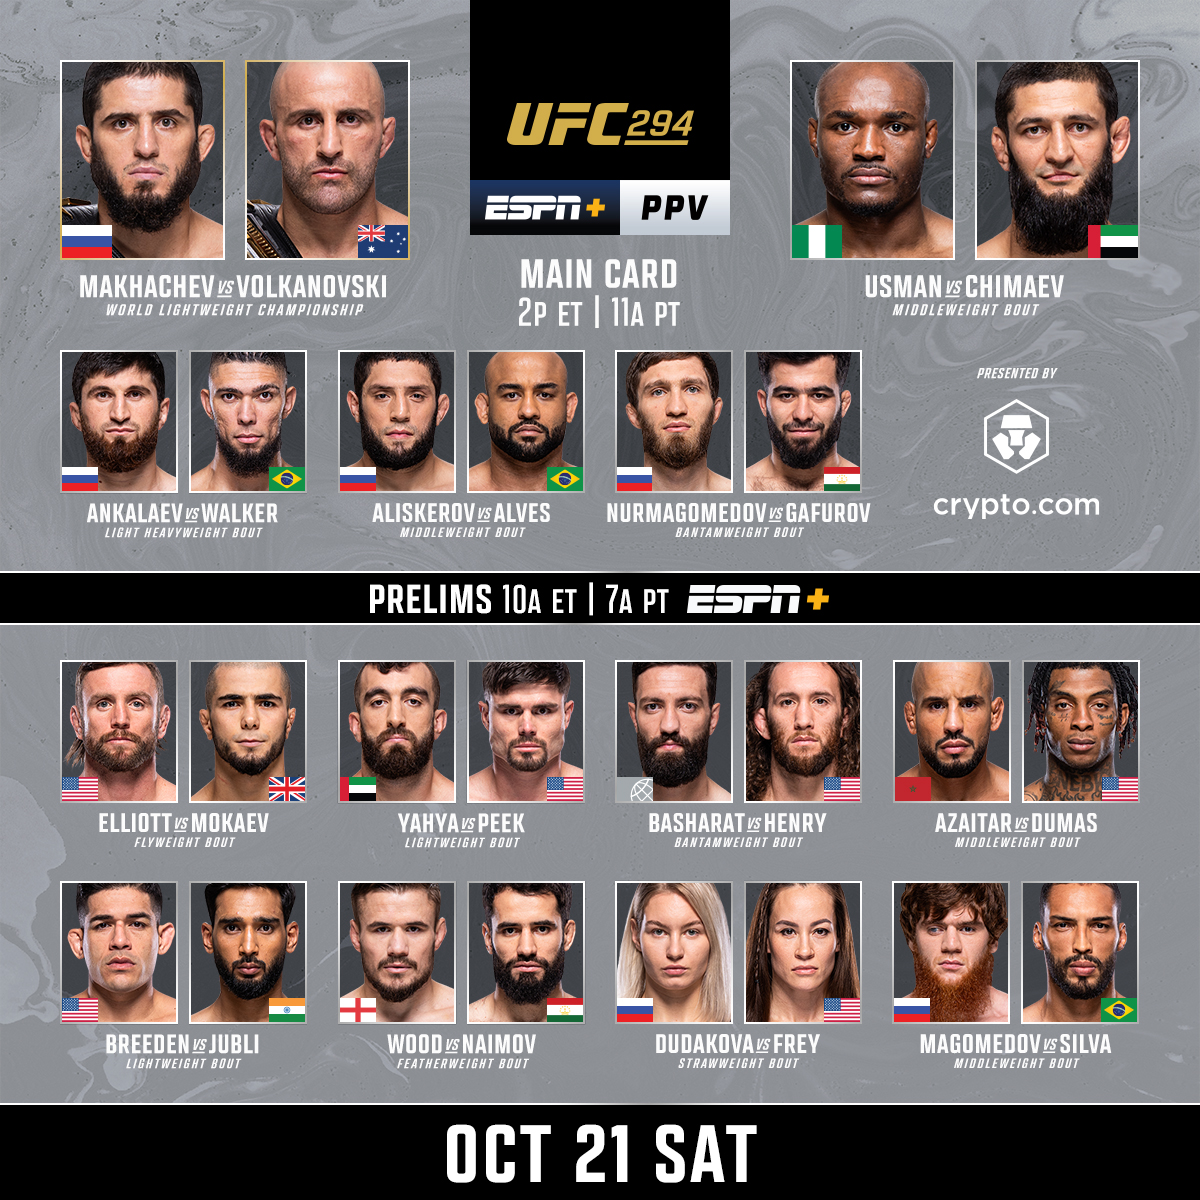 UFC 294
ESPN+ PPV
MAIN CARD
2P ET | 11A PT
MAKHACHEV VS VOLKANOVSKI
WORLD LIGHTWEIGHT CHAMPIONSHIP
USMAN VS CHIMAEV
MIDDLEWEIGHT BOUT
ANKALAEV VS WALKER
LIGHT HEAVYWEIGHT BOUT
ALISKEROV VS ALVES
MIDDLEWEIGHT BOUT
NURMAGOMEDOV VS GAFUROV
BANTAMWEIGHT BOUT
PRESENTED BY
crypto.com
PRELIMS 10A ET | 7A PT ESPN+
ELLIOTT VS MOKAEV
FLYWEIGHT BOUT
YAHYA VS PEEK
LIGHTWEIGHT BOUT
BASHARAT VS HENRY
BANTAMWEIGHT BOUT
AZAITAR VS DUMAS
MIDDLEWEIGHT BOUT
BREEDEN VS JUBLI
LIGHTWEIGHT BOUT
WOOD VS NAIMOV
FEATHERWEIGHT BOUT
DUDAKOVA VS FREY
STRAWWEIGHT BOUT
MAGOMEDOV VS SILVA
MIDDLEWEIGHT BOUT
OCT 21 SAT